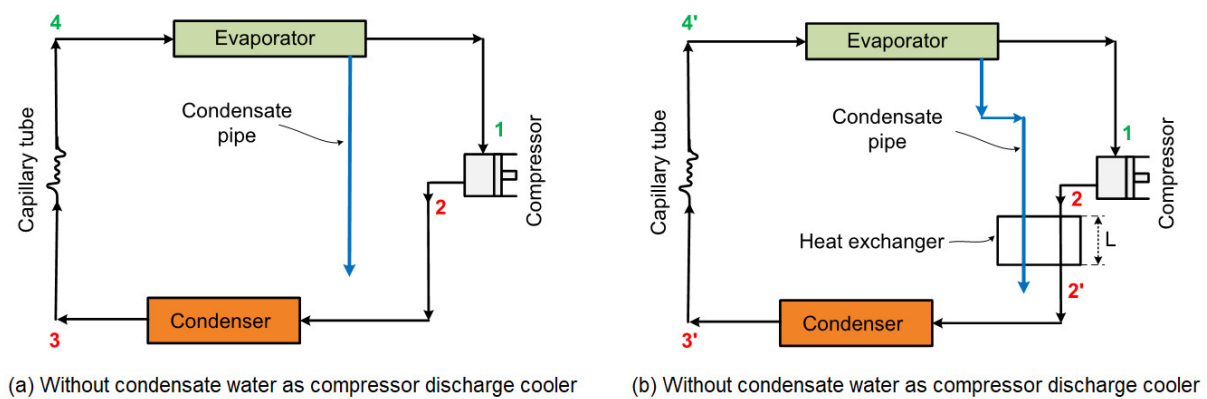 4
Evaporator
Condensate
pipe
Capillary tube
1
Compressor
2
Condenser
3
(a) Without condensate water as compressor discharge cooler
4'
Evaporator
Condensate
pipe
Capillary tube
1
Compressor
2
Heat exchanger
L
2'
Condenser
3'
(b) Without condensate water as compressor discharge cooler